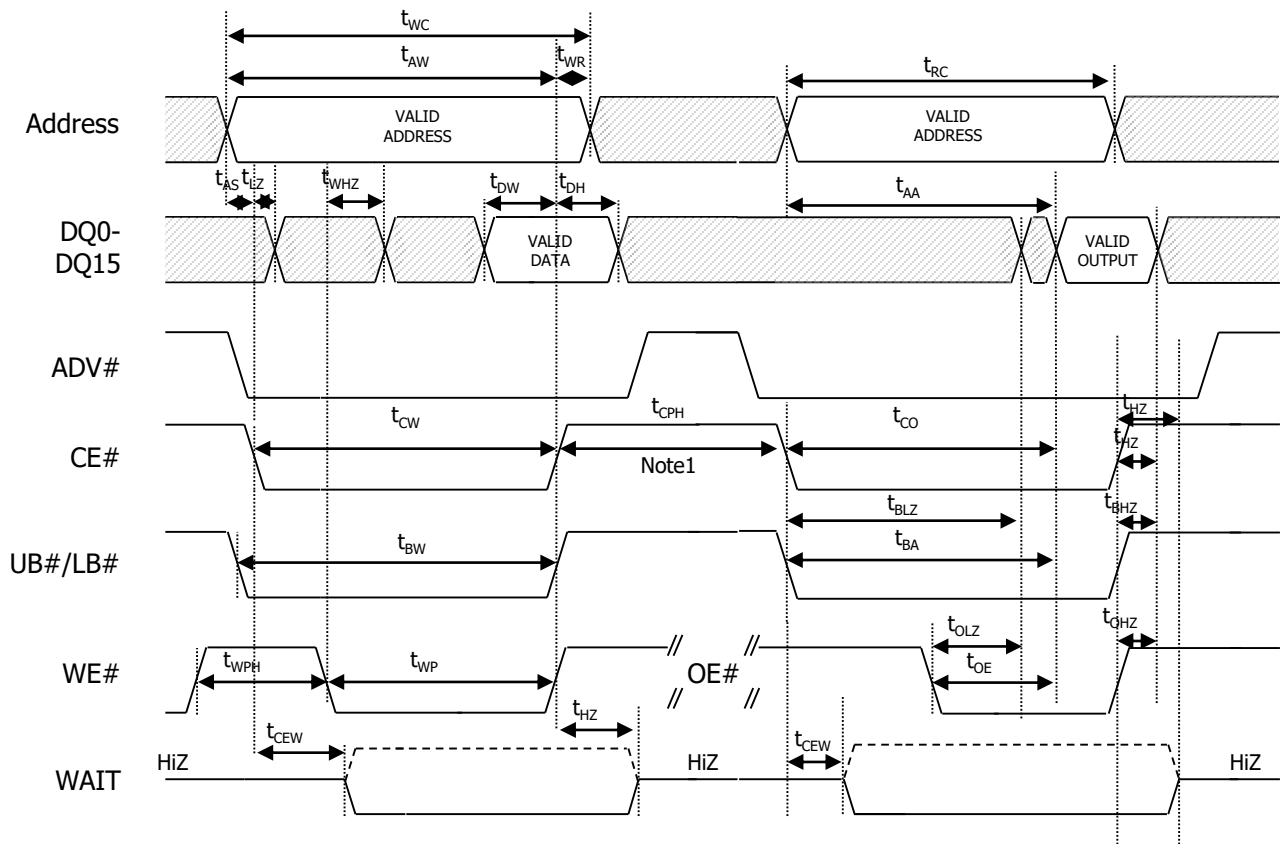 tWC
tAW
tWR
tRC
Address
VALID
ADDRESS
VALID
ADDRESS
tAS
tLZ
tWHZ
tDW
tDH
tAA
DQ0-
DQ15
VALID
DATA
VALID
OUTPUT
ADV#
tCW
tCPH
tCO
tHZ
CE#
Note1
tHZ
tBLZ
tBHZ
UB#/LB#
tBW
tBA
tOLZ
tOHZ
WE#
tWPH
tWP
//
//
OE#
//
//
tOE
tHZ
tCEW
tCEW
WAIT
HiZ
HiZ
HiZ